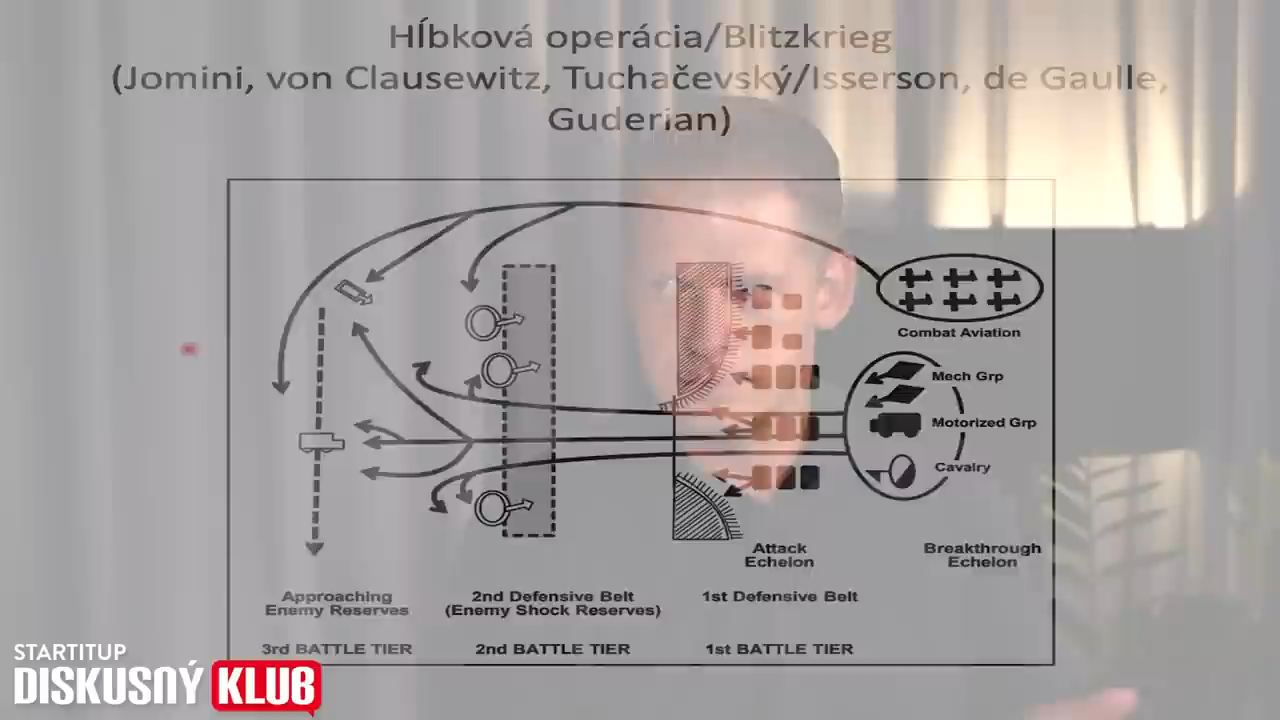 Hĺbková operácia/Blitzkrieg
(Jomini, von Clausewitz, Tuchačevský/Isserson, de Gaulle,
Guderian)
Combat Aviation
Mech Grp
Motorized Grp
Cavalry
Attack
Echelon
Breakthrough
Echelon
Approaching
Enemy Reserves
2nd Defensive Belt
(Enemy Shock Reserves)
1st Defensive Belt
3rd BATTLE TIER
2nd BATTLE TIER
1st BATTLE TIER
STARTITUP
DISKUSNÝ KLUB